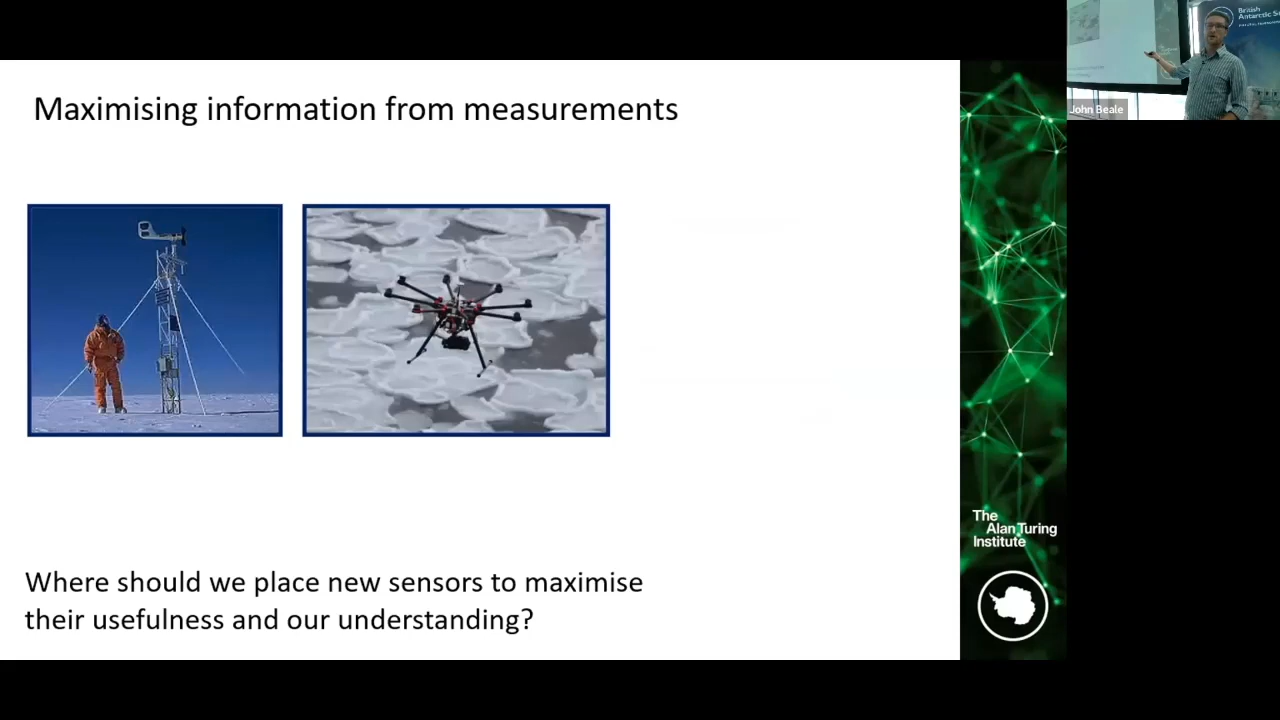 Maximising information from measurements
Where should we place new sensors to maximise
their usefulness and our understanding?
The
Alan Turing
Institute
British
John Beale